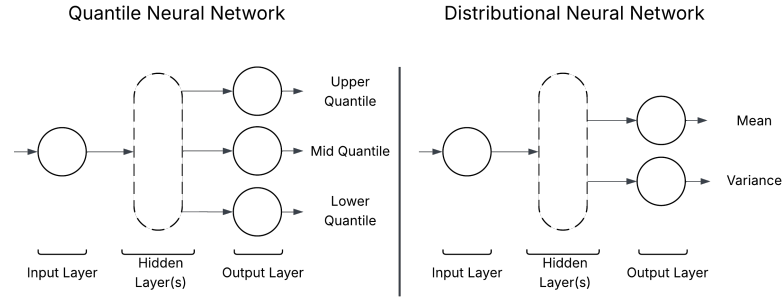 Quantile Neural Network
Upper
Quantile
Mid Quantile
Lower
Quantile
Input Layer
Hidden
Layer(s)
Output Layer
Distributional Neural Network
Mean
Variance
Input Layer
Hidden
Layer(s)
Output Layer